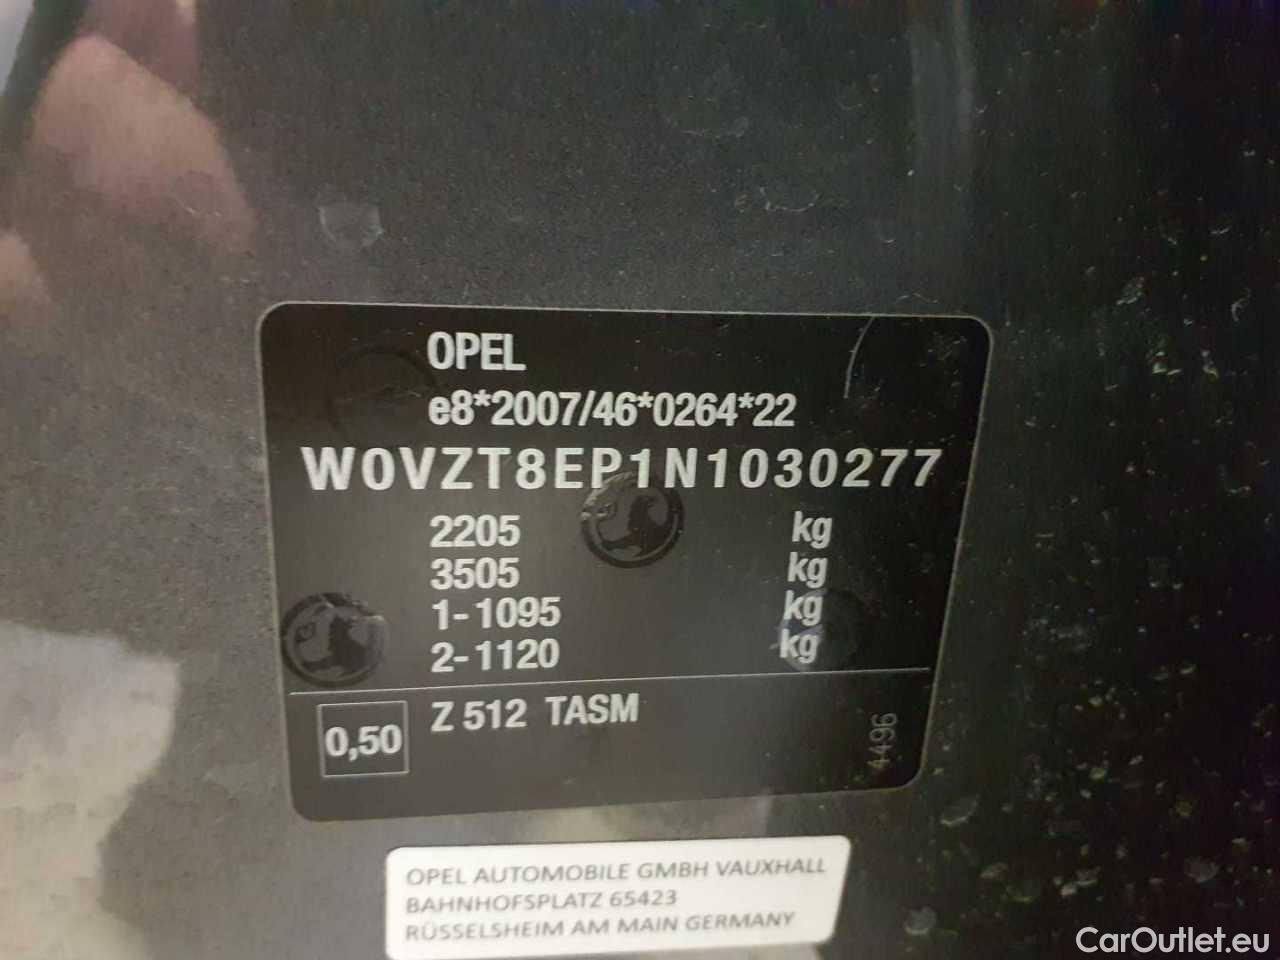 OPEL
e8*2007/46*0264*22
W0VZT8EP1N1030277
2205 kg
3505 kg
1-1095 kg
2-1120 kg
0,50 Z 512 TASM
4496
OPEL AUTOMOBILE GMBH VAUXHALL
BAHNHOFSPLATZ 65423
RÜSSELSHEIM AM MAIN GERMANY
CarOutlet.eu